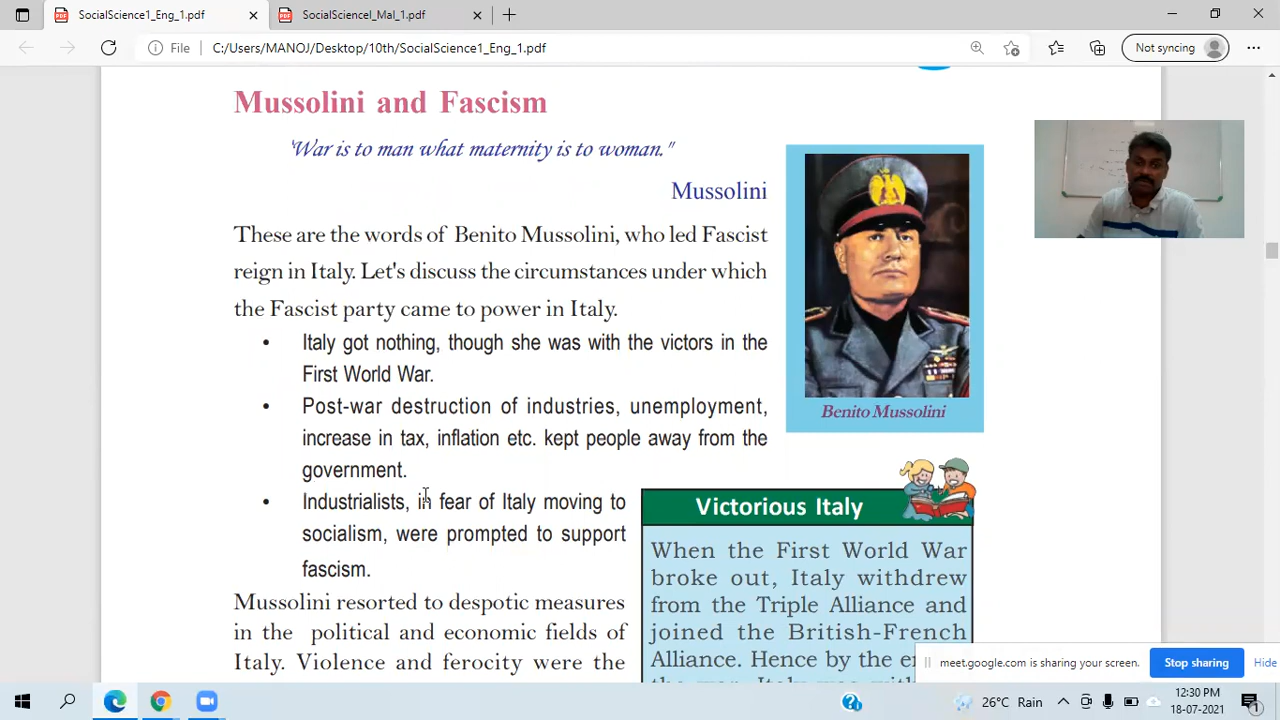 SocialScience1_Eng_1.pdf
SocialScienceI_Mal_1.pdf
File
C:/Users/MANOJ/Desktop/10th/SocialScience1_Eng_1.pdf
Not syncing
Mussolini and Fascism
'War is to man what maternity is to woman."
Mussolini
These are the words of Benito Mussolini, who led Fascist
reign in Italy. Let's discuss the circumstances under which
the Fascist party came to power in Italy.
• Italy got nothing, though she was with the victors in the
First World War.
• Post-war destruction of industries, unemployment,
increase in tax, inflation etc. kept people away from the
government.
• Industrialists, in fear of Italy moving to
socialism, were prompted to support
fascism.
Mussolini resorted to despotic measures
in the political and economic fields of
Italy. Violence and ferocity were the
Benito Mussolini
Victorious Italy
When the First World War
broke out, Italy withdrew
from the Triple Alliance and
joined the British-French
Alliance. Hence by the
meet.google.com is sharing your screen.
Stop sharing
Hide
26°C Rain
12:30 PM
18-07-2021